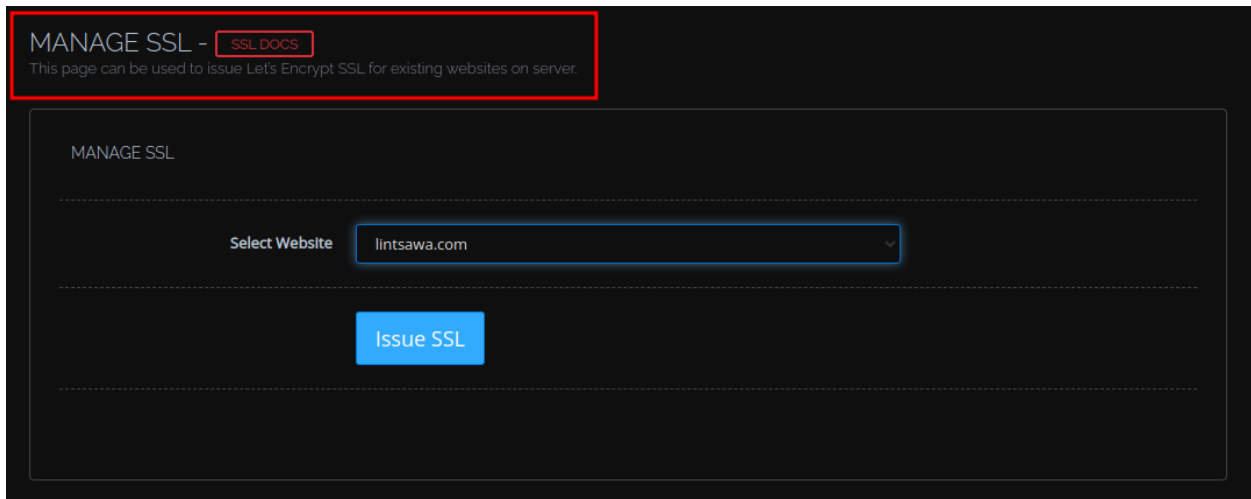 MANAGE SSL - SSL DOCS
This page can be used to issue Let's Encrypt SSL for existing websites on server.
MANAGE SSL
Select Website lintsawa.com
Issue SSL